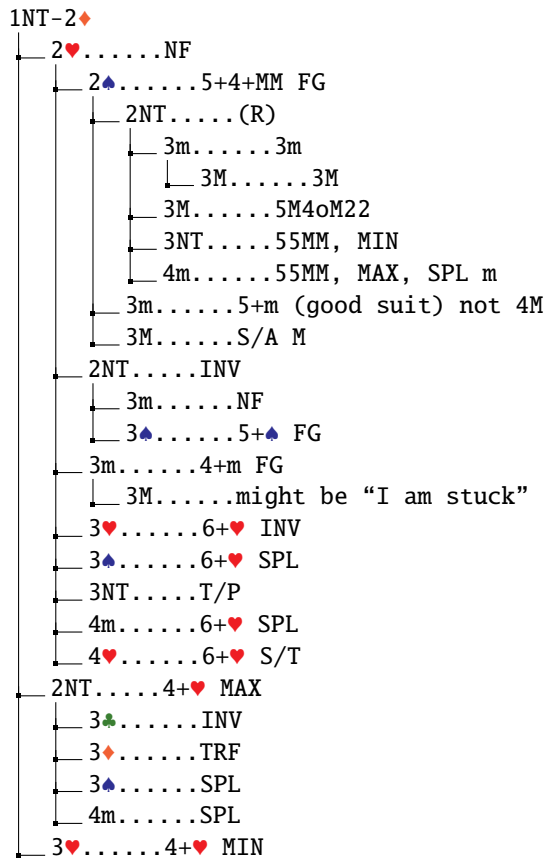 1NT-2♦
2♥......NF
2♠......5+4+MM FG
2NT.....(R)
3m......3m
3M......3M
3M......5M4oM22
3NT.....55MM, MIN
4m......55MM, MAX, SPL m
3m......5+m (good suit) not 4M
3M......S/A M
2NT.....INV
3m......NF
3♠......5+♠ FG
3m......4+m FG
3M......might be “I am stuck”
3♥......6+♥ INV
3♠......6+♥ SPL
3NT.....T/P
4m......6+♥ SPL
4♥......6+♥ S/T
2NT.....4+♥ MAX
3♣......INV
3♦......TRF
3♠......SPL
4m......SPL
3♥......4+♥ MIN